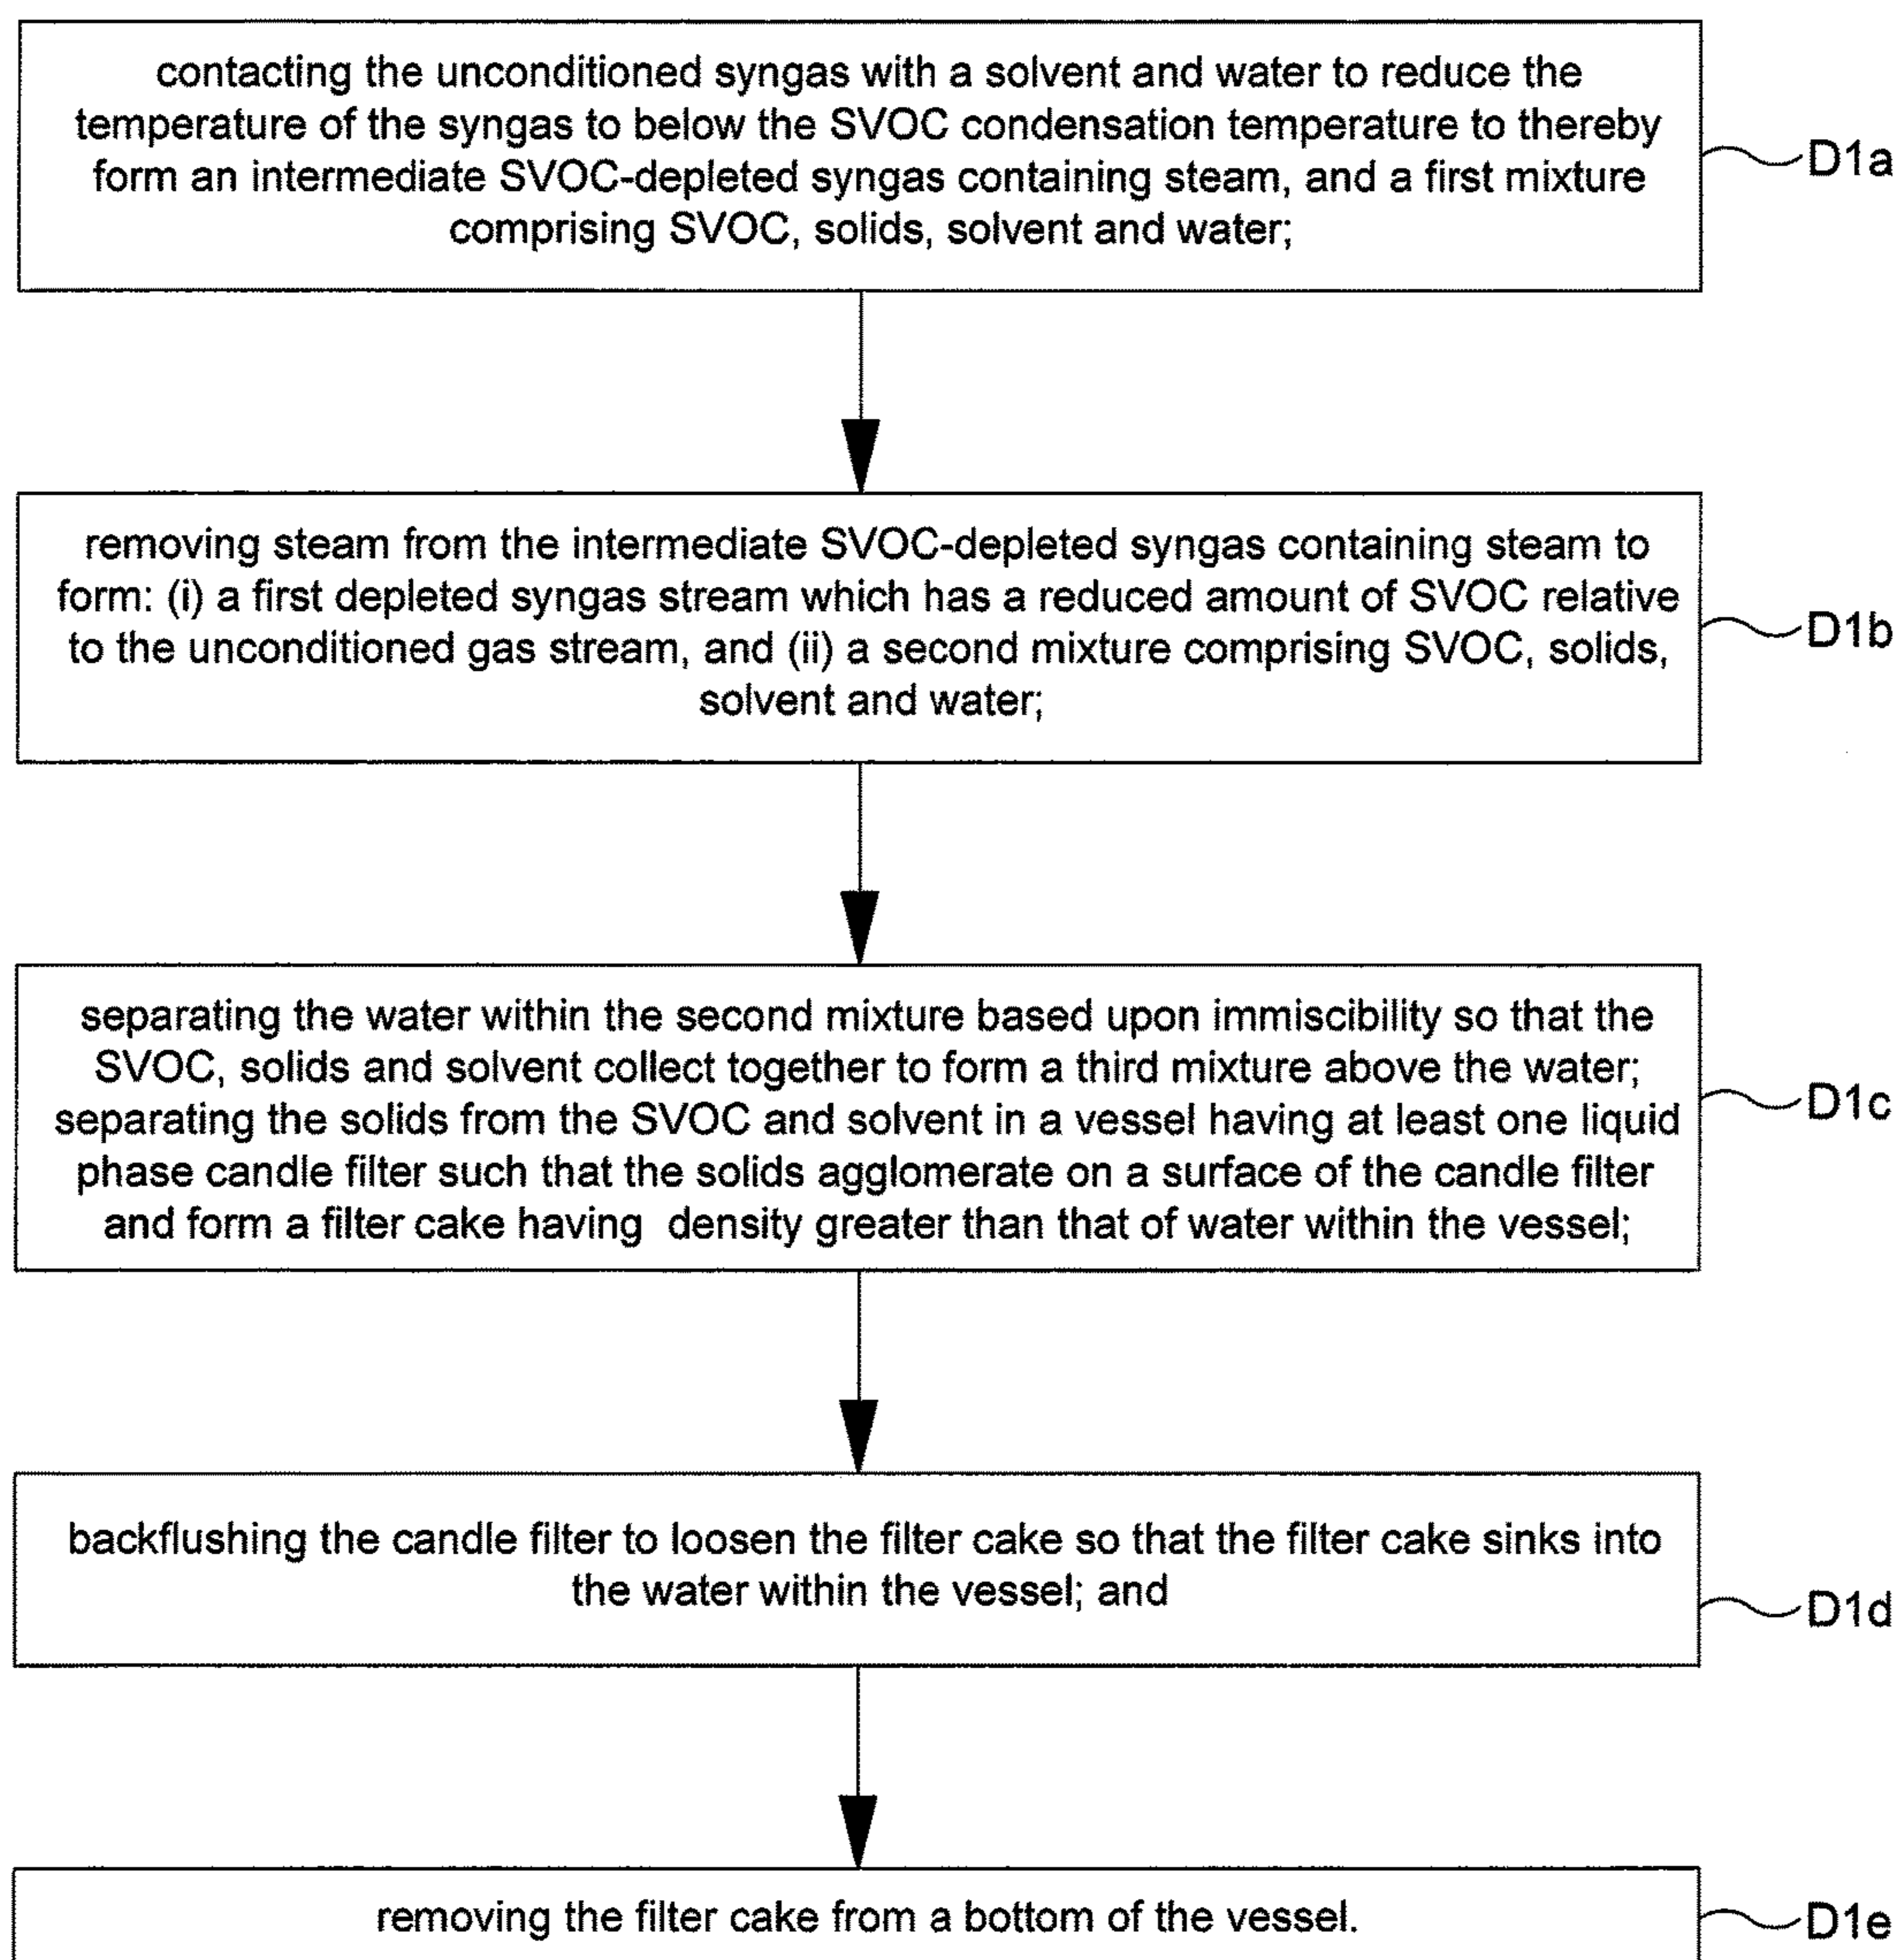 contacting the unconditioned syngas with a solvent and water to reduce the
temperature of the syngas to below the SVOC condensation temperature to thereby
form an intermediate SVOC-depleted syngas containing steam, and a first mixture
comprising SVOC, solids, solvent and water;
D1a
removing steam from the intermediate SVOC-depleted syngas containing steam to
form: (i) a first depleted syngas stream which has a reduced amount of SVOC relative
to the unconditioned gas stream, and (ii) a second mixture comprising SVOC, solids,
solvent and water;
D1b
separating the water within the second mixture based upon immiscibility so that the
SVOC, solids and solvent collect together to form a third mixture above the water;
separating the solids from the SVOC and solvent in a vessel having at least one liquid
phase candle filter such that the solids agglomerate on a surface of the candle filter
and form a filter cake having density greater than that of water within the vessel;
D1c
backflushing the candle filter to loosen the filter cake so that the filter cake sinks into
the water within the vessel; and
D1d
removing the filter cake from a bottom of the vessel.
D1e